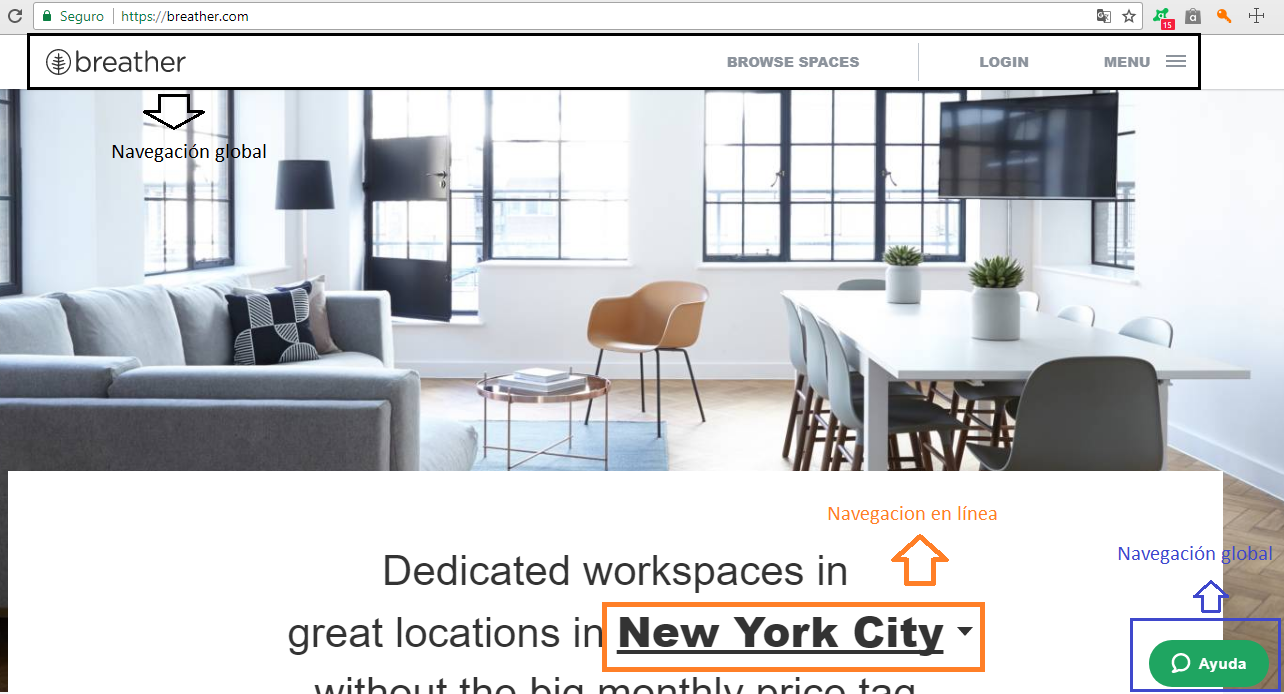 Seguro https://breather.com
15
breather BROWSE SPACES LOGIN MENU
Navegación global
Navegacion en línea
Navegación global
Dedicated workspaces in
great locations in New York City
Ayuda
without the big monthly price tag